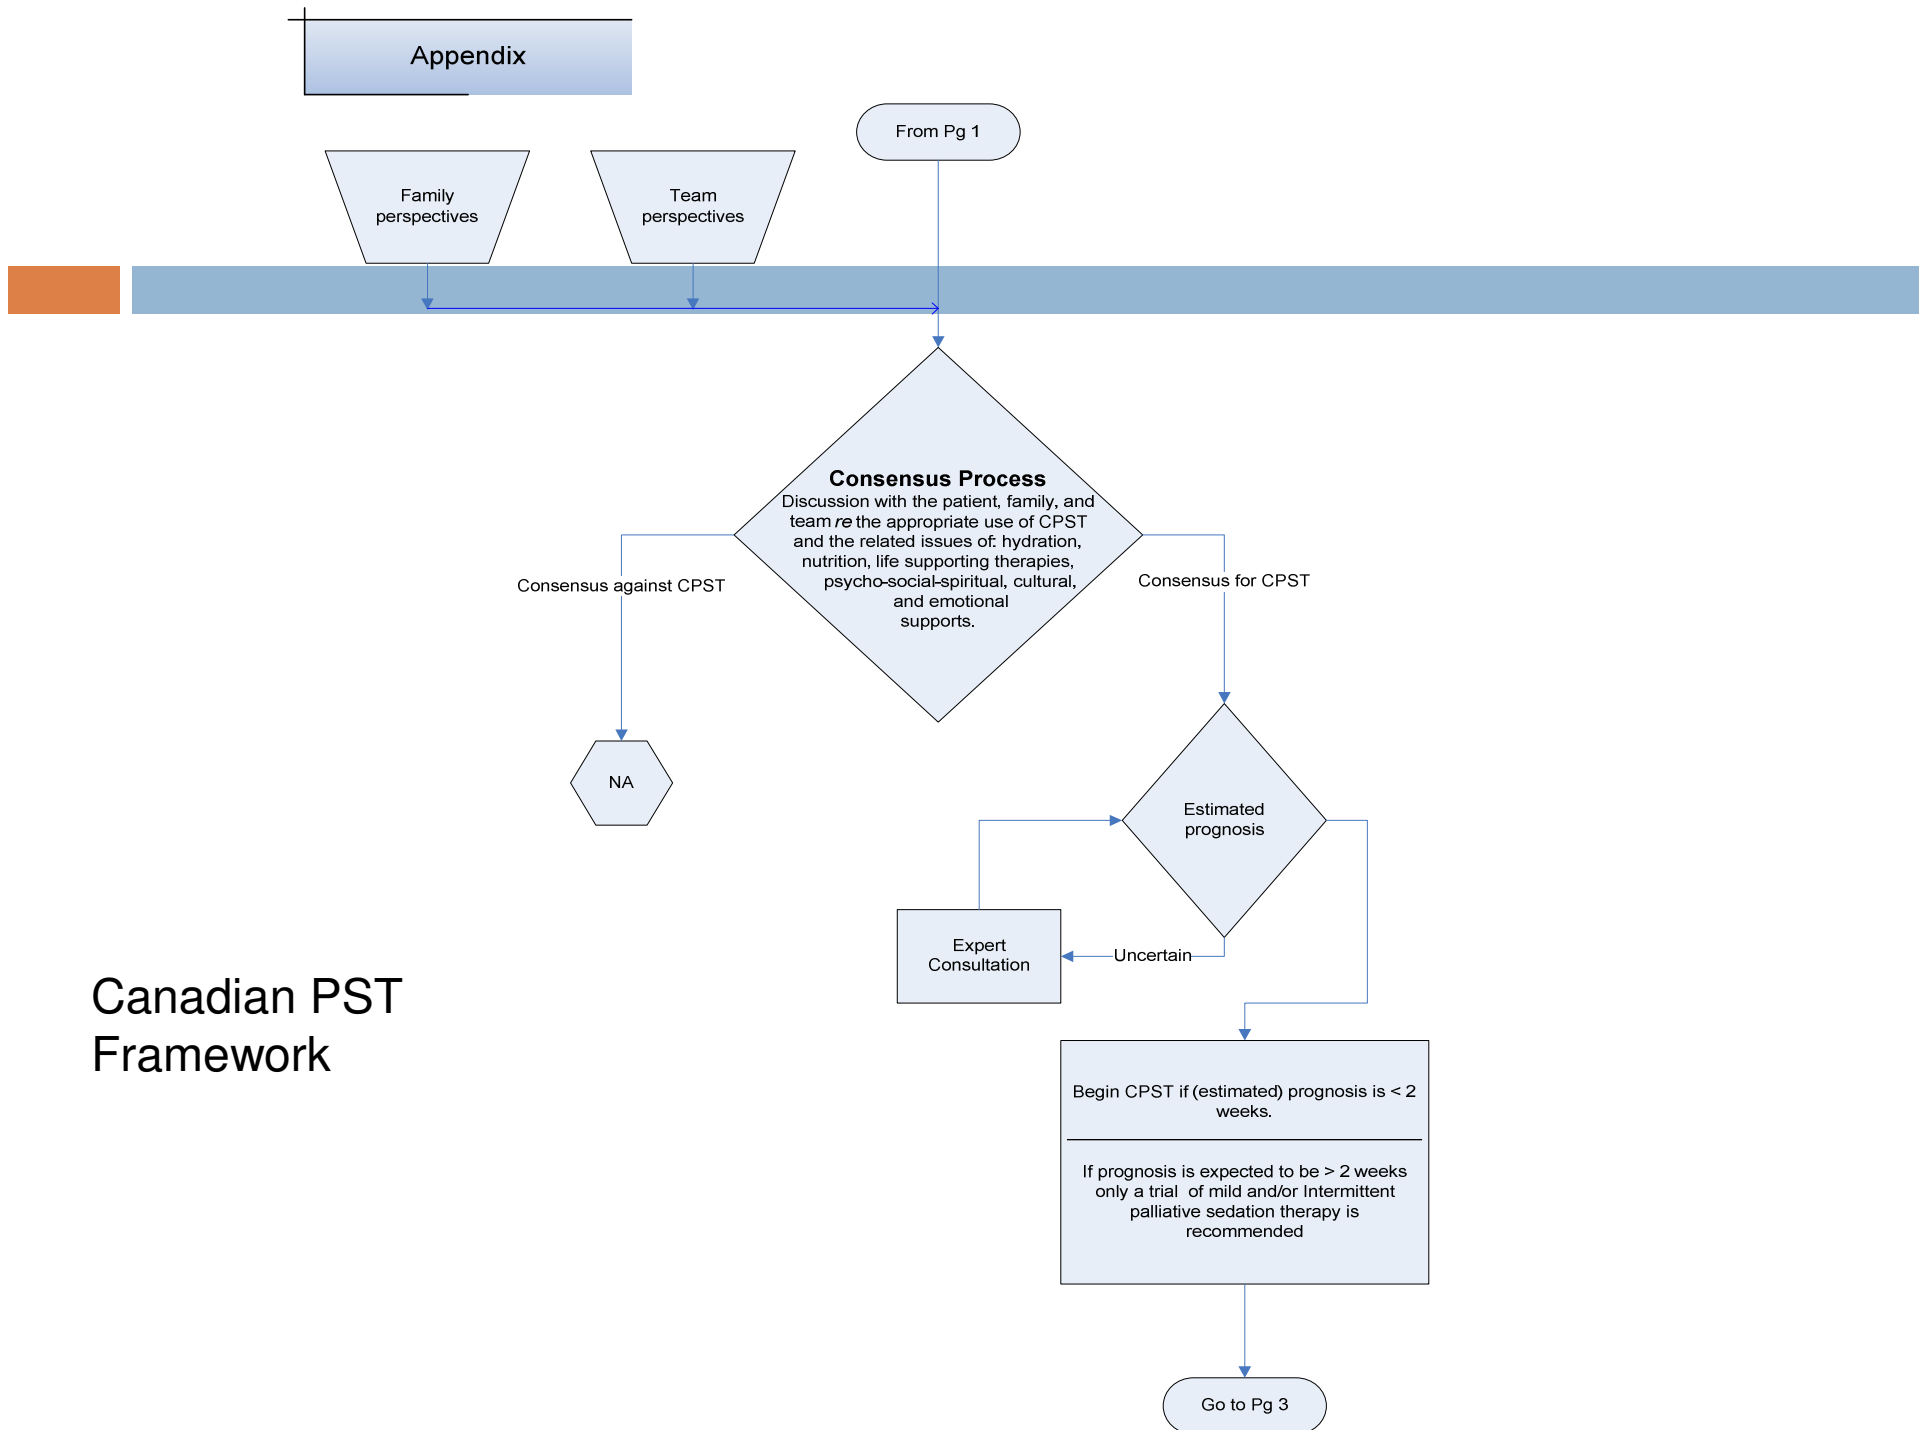 Appendix
From Pg 1
Family
perspectives
Team
perspectives
Consensus Process
Discussion with the patient, family, and
team re the appropriate use of CPST
and the related issues of: hydration,
nutrition, life supporting therapies,
psycho-social-spiritual, cultural,
and emotional
supports.
Consensus against CPST
Consensus for CPST
NA
Estimated
prognosis
Expert
Consultation
Uncertain
Canadian PST
Framework
Begin CPST if (estimated) prognosis is < 2
weeks.
If prognosis is expected to be > 2 weeks
only a trial of mild and/or Intermittent
palliative sedation therapy is
recommended
Go to Pg 3